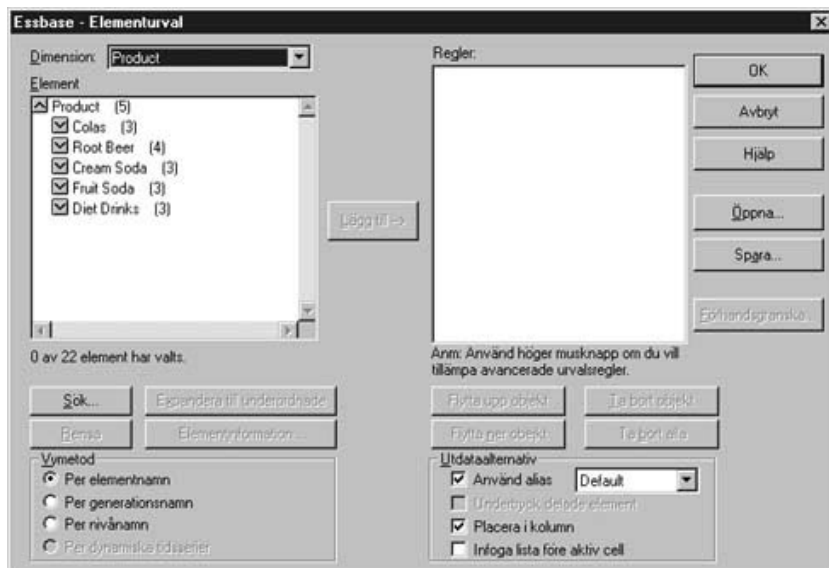 Essbase - Elementurval
Dimension: Product
Element
Product (5)
Colas (3)
Root Beer (4)
Cream Soda (3)
Fruit Soda (3)
Diet Drinks (3)
0 av 22 element har valts.
Lägg till -->
Regler:
Anm: Använd höger musknapp om du vill
tillämpa avancerade urvalsregler.
OK
Avbryt
Hjälp
Öppna...
Spara...
Förhandsgranska...
Sök...
Expandera till underordnade
Rensa
Elementinformation...
Flytta upp objekt
Ta bort objekt
Flytta ner objekt
Ta bort alla
Vymetod
Per elementnamn
Per generationsnamn
Per nivånamn
Per dynamiska tidsserier
Utdataalternativ
Använd alias Default
Undertryck delade element
Placera i kolumn
Infoga lista före aktiv cell